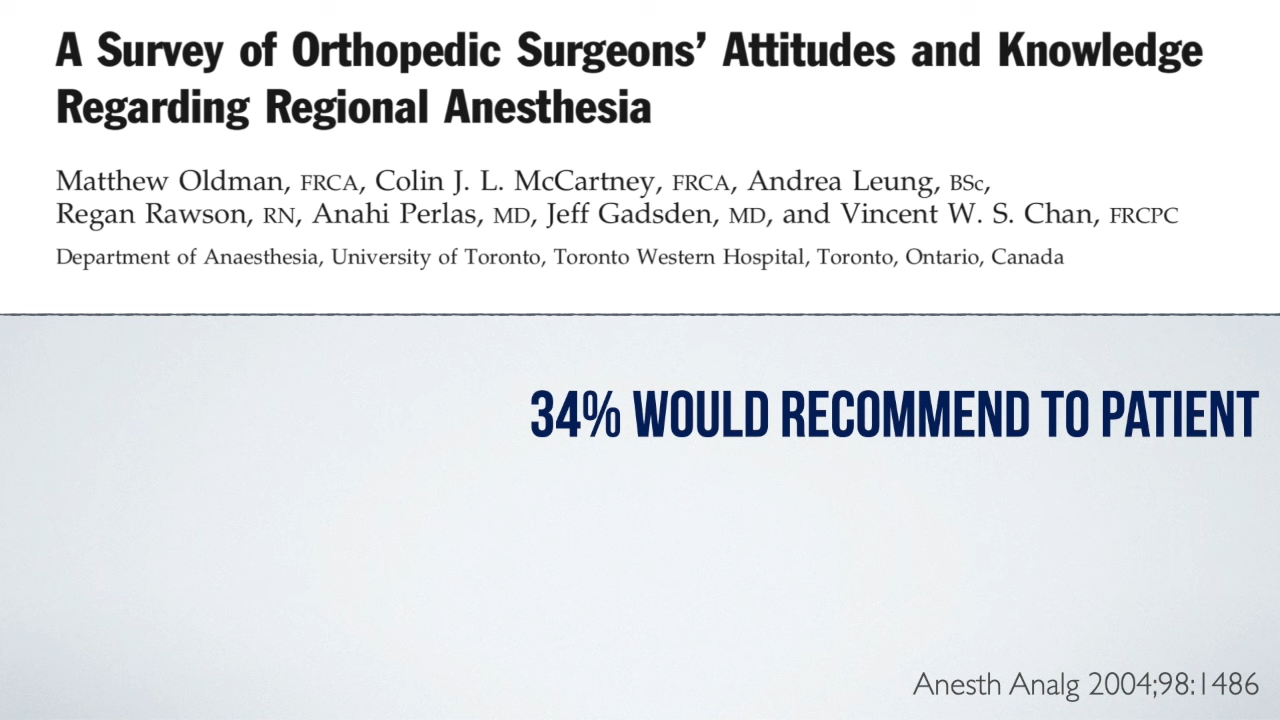 A Survey of Orthopedic Surgeons’ Attitudes and Knowledge
Regarding Regional Anesthesia
Matthew Oldman, FRCA, Colin J. L. McCartney, FRCA, Andrea Leung, BSc,
Regan Rawson, RN, Anahi Perlas, MD, Jeff Gadsden, MD, and Vincent W. S. Chan, FRCPC
Department of Anaesthesia, University of Toronto, Toronto Western Hospital, Toronto, Ontario, Canada
34% WOULD RECOMMEND TO PATIENT
Anesth Analg 2004;98:1486